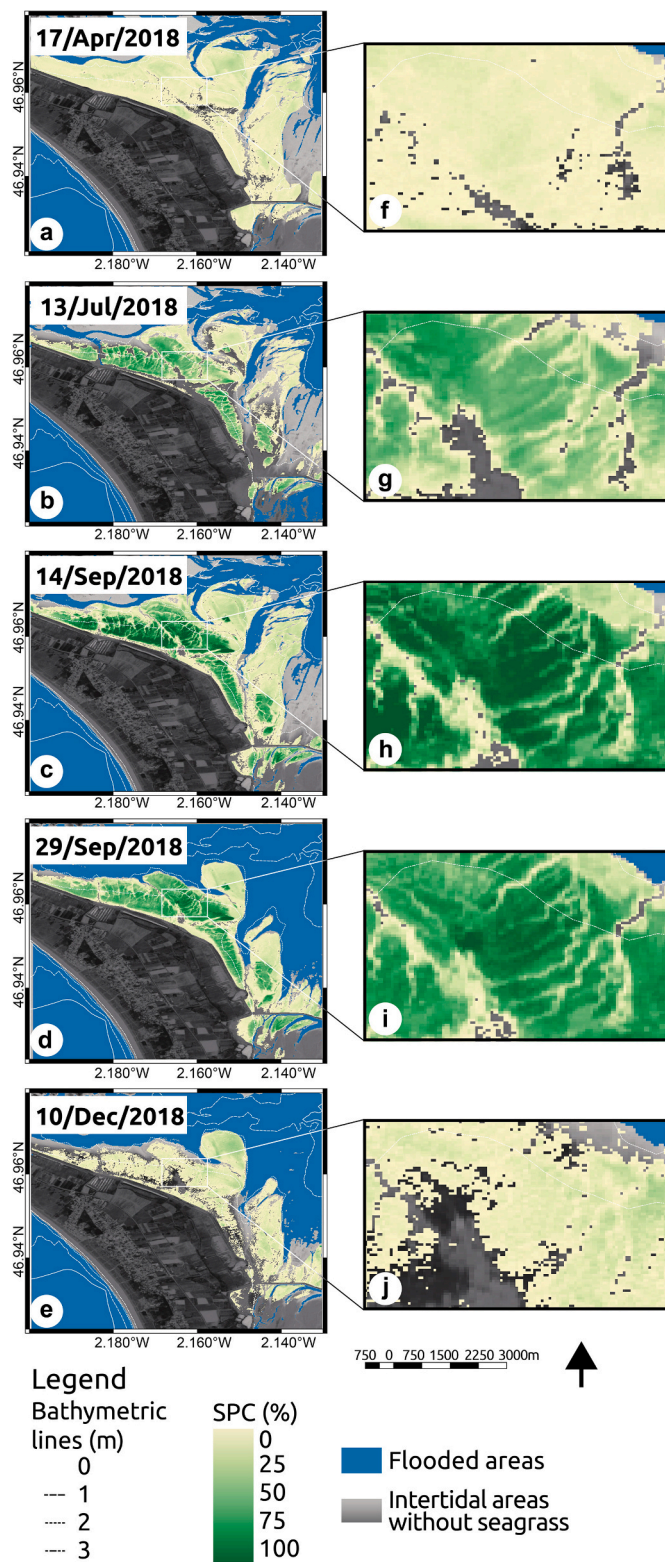 17/Apr/2018
46.96°N
46.94°N
a
f
2.180°W 2.160°W 2.140°W
13/Jul/2018
46.96°N
46.94°N
b
g
2.180°W 2.160°W 2.140°W
14/Sep/2018
46.96°N
46.94°N
c
h
2.180°W 2.160°W 2.140°W
29/Sep/2018
46.96°N
46.94°N
d
i
2.180°W 2.160°W 2.140°W
10/Dec/2018
46.96°N
46.94°N
e
j
2.180°W 2.160°W 2.140°W
750 0 750 1500 2250 3000m
Legend
Bathymetric
lines (m)
0
1
2
3
SPC (%)
0
25
50
75
100
Flooded areas
Intertidal areas
without seagrass